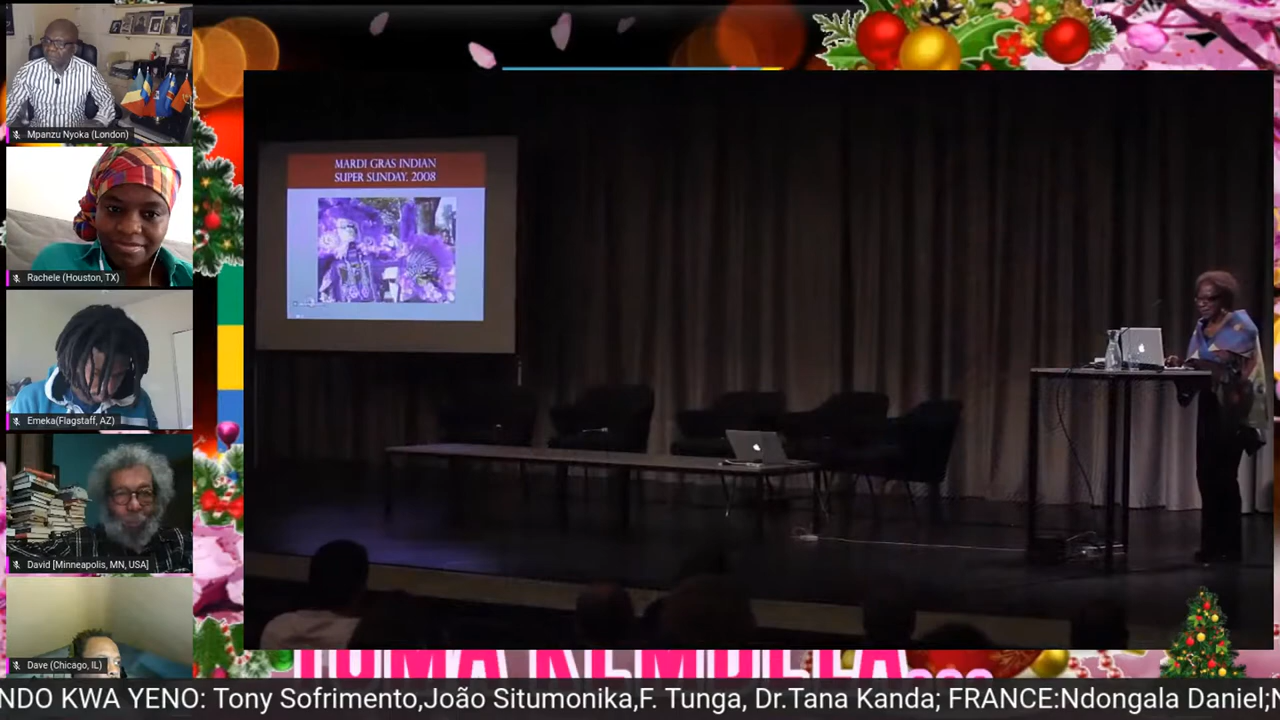 Mpanzu Nyoka (London)
Rachele (Houston, TX)
Emeka(Flagstaff, AZ)
David [Minneapolis, MN, USA]
Dave (Chicago, IL)
MARDI GRAS INDIAN
SUPER SUNDAY, 2008
NDO KWA YENO: Tony Sofrimento,João Situmonika,F. Tunga, Dr.Tana Kanda; FRANCE:Ndongala Daniel;N